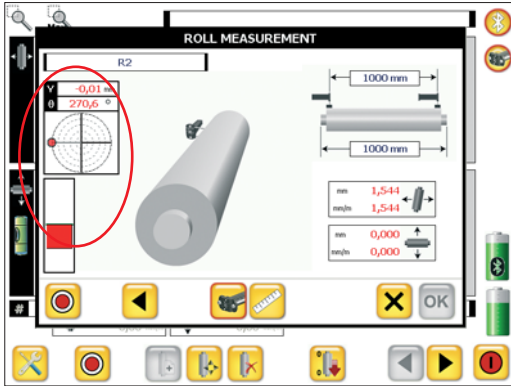 ROLL MEASUREMENT
R2
Y -0,01 mm
θ 270,6 °
1000 mm
1000 mm
mm 1,544
mm/m 1,544
mm 0,000
mm/m 0,000
OK
#